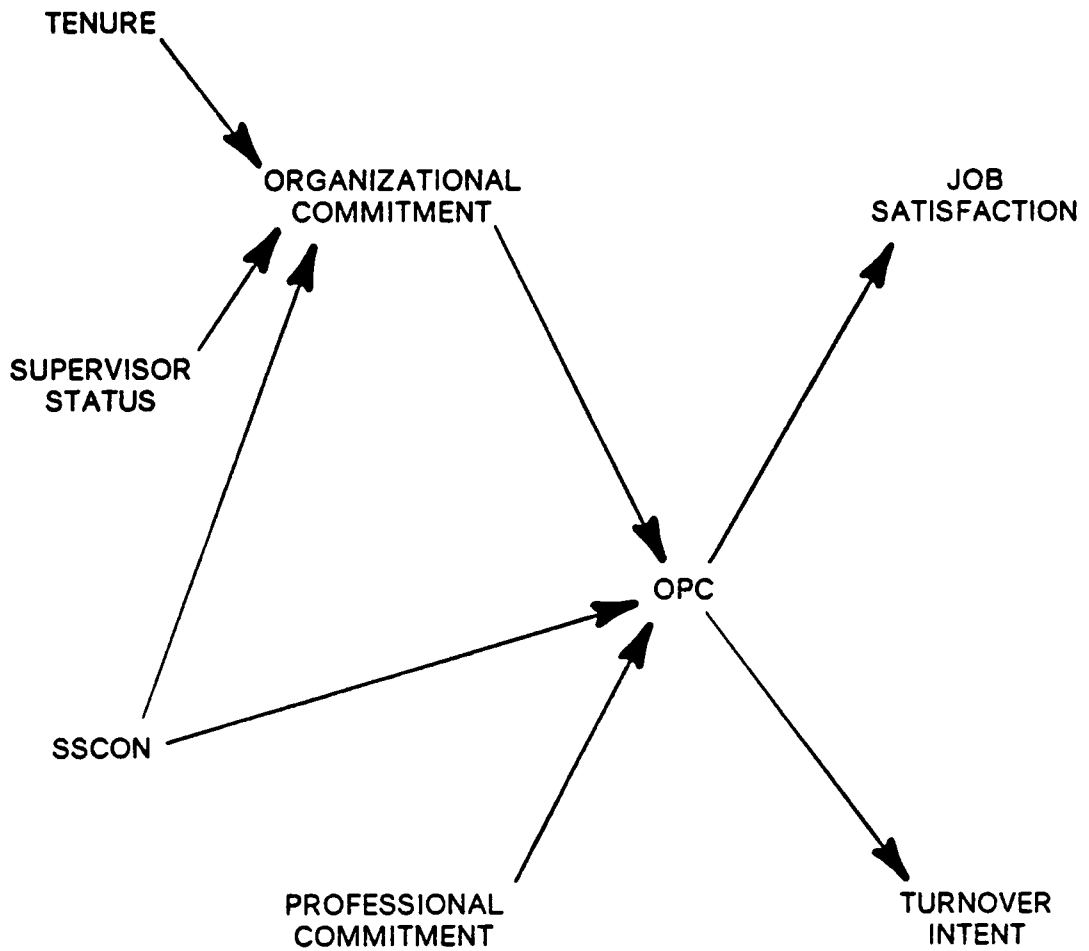 TENURE
ORGANIZATIONAL
COMMITMENT
JOB
SATISFACTION
SUPERVISOR
STATUS
OPC
SSCON
PROFESSIONAL
COMMITMENT
TURNOVER
INTENT